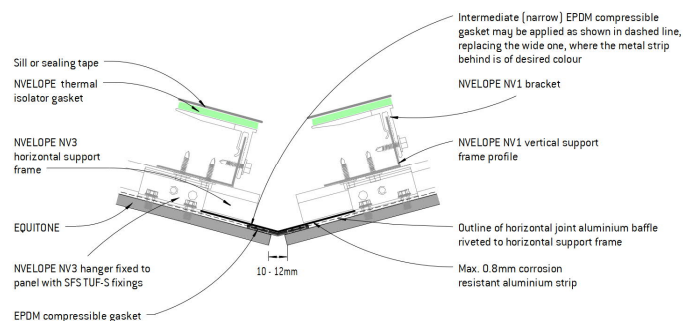 Sill or sealing tape
NVELOPE thermal
isolator gasket
NVELOPE NV3
horizontal support
frame
EQUITONE
NVELOPE NV3 hanger fixed to
panel with SFS TUF-S fixings
EPDM compressible gasket
10 - 12mm
Intermediate (narrow) EPDM compressible
gasket may be applied as shown in dashed line,
replacing the wide one, where the metal strip
behind is of desired colour
NVELOPE NV1 bracket
NVELOPE NV1 vertical support
frame profile
Outline of horizontal joint aluminium baffle
riveted to horizontal support frame
Max. 0.8mm corrosion
resistant aluminium strip